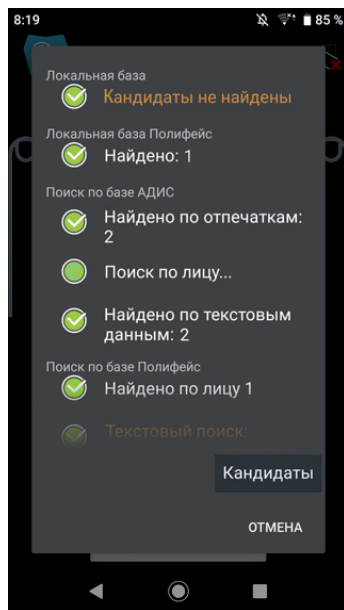 8:19
85 %
Локальная база
Кандидаты не найдены
Локальная база Полифейс
Найдено: 1
Поиск по базе АДИС
Найдено по отпечаткам:
2
Поиск по лицу...
Найдено по текстовым
данным: 2
Поиск по базе Полифейс
Найдено по лицу 1
Текстовый поиск:
Кандидаты
ОТМЕНА